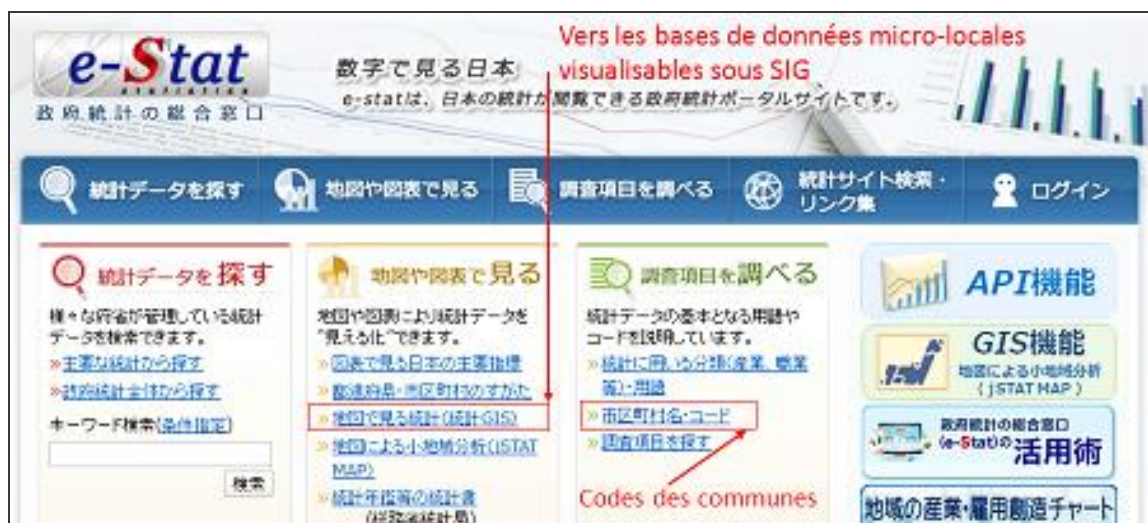 e-Stat
statistics
政府統計の総合窓口
数字で見る日本
e-statは、日本の統計が閲覧できる政府統計ポータルサイトです。
Vers les bases de données micro-locales
visualisables sous SIG
統計データを探す
地図や図表で見る
調査項目を調べる
統計サイト検索・
リンク集
ログイン
統計データを探す
様々な府省が管理している統計
データを検索できます。
»主要な統計から探す
»政府統計全体から探す
キーワード検索(条件指定)
検索
地図や図表で見る
地図や図表により統計データを
"見える化"できます。
»図表で見る日本の主要指標
»都道府県・市区町村のすがた
»地図で見る統計(統計GIS)
»地図による小地域分析(jSTAT
MAP)
»統計年鑑等の統計書
(総務省統計局)
調査項目を調べる
統計データの基本となる用語や
コードを説明しています。
»統計に用いる分類(産業、職業
等)・用語
»市区町村名・コード
»調査項目を探す
Codes des communes
API機能
GIS機能
地図による小地域分析
(jSTAT MAP)
政府統計の総合窓口
(e-Stat)の
活用術
地域の産業・雇用創造チャート